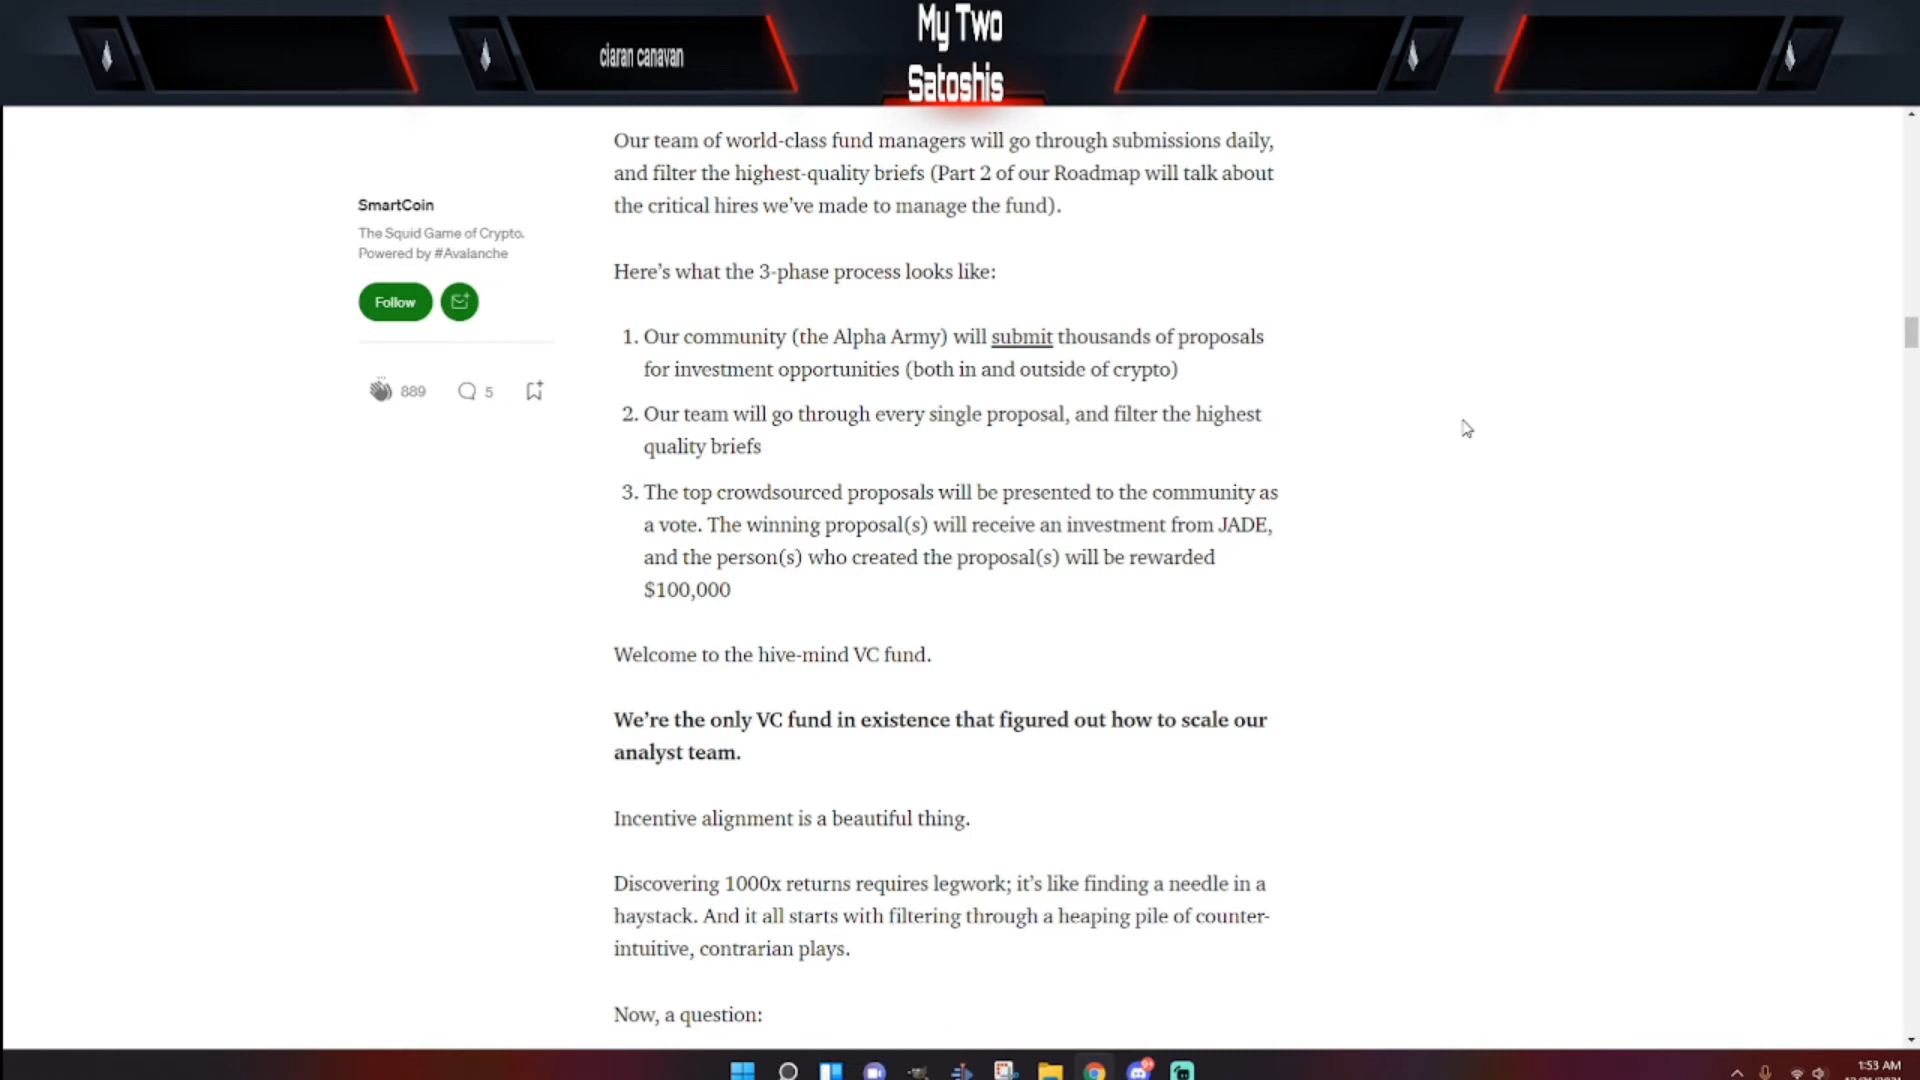 ciaran canavan
My Two
Satoshis
SmartCoin
The Squid Game of Crypto.
Powered by #Avalanche
Follow
889
5
Our team of world-class fund managers will go through submissions daily,
and filter the highest-quality briefs (Part 2 of our Roadmap will talk about
the critical hires we've made to manage the fund).
Here's what the 3-phase process looks like:
1. Our community (the Alpha Army) will submit thousands of proposals
for investment opportunities (both in and outside of crypto)
2. Our team will go through every single proposal, and filter the highest
quality briefs
3. The top crowdsourced proposals will be presented to the community as
a vote. The winning proposal(s) will receive an investment from JADE,
and the person(s) who created the proposal(s) will be rewarded
$100,000
Welcome to the hive-mind VC fund.
We're the only VC fund in existence that figured out how to scale our
analyst team.
Incentive alignment is a beautiful thing.
Discovering 1000x returns requires legwork; it's like finding a needle in a
haystack. And it all starts with filtering through a heaping pile of counter-
intuitive, contrarian plays.
Now, a question:
1:53 AM